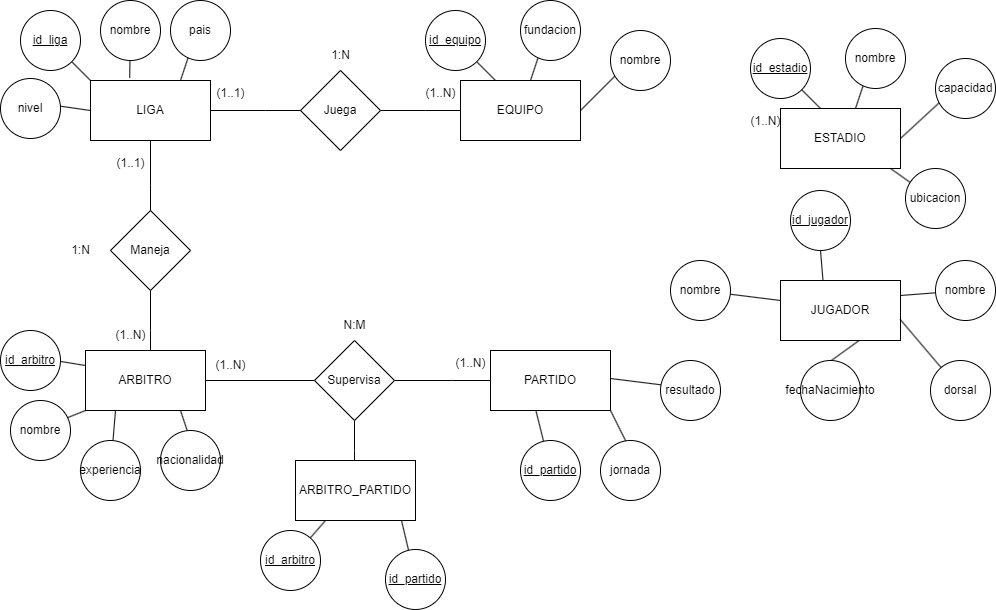 id_liga
nombre
pais
nivel
LIGA
(1..1)
1:N
Juega
(1..N)
id_equipo
fundacion
nombre
EQUIPO
id_estadio
nombre
capacidad
(1..N)
ESTADIO
ubicacion
(1..1)
1:N
Maneja
(1..N)
id_jugador
nombre
nombre
JUGADOR
fechaNacimiento
dorsal
id_arbitro
ARBITRO
nombre
experiencia
nacionalidad
(1..N)
N:M
Supervisa
(1..N)
PARTIDO
resultado
id_partido
jornada
ARBITRO_PARTIDO
id_arbitro
id_partido